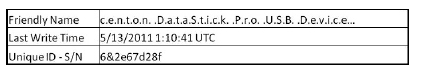 Friendly Name c.e.n.t.o.n. .D.a.t.a.S.t.i.c.k. .P.r.o. .U.S.B. .D.e.v.i.c.e...
Last Write Time 5/13/2011 1:10:41 UTC
Unique ID - S/N 6&2e67d28f